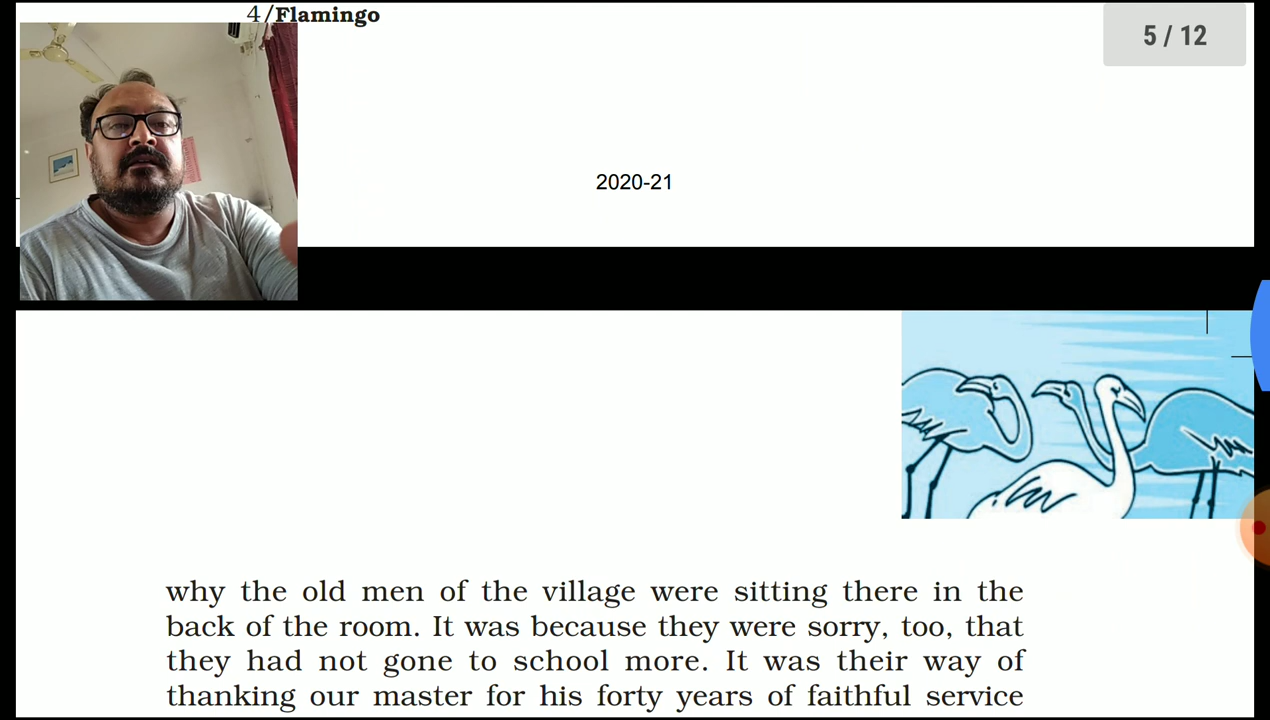 4/Flamingo
5 / 12
2020-21
why the old men of the village were sitting there in the
back of the room. It was because they were sorry, too, that
they had not gone to school more. It was their way of
thanking our master for his forty years of faithful service